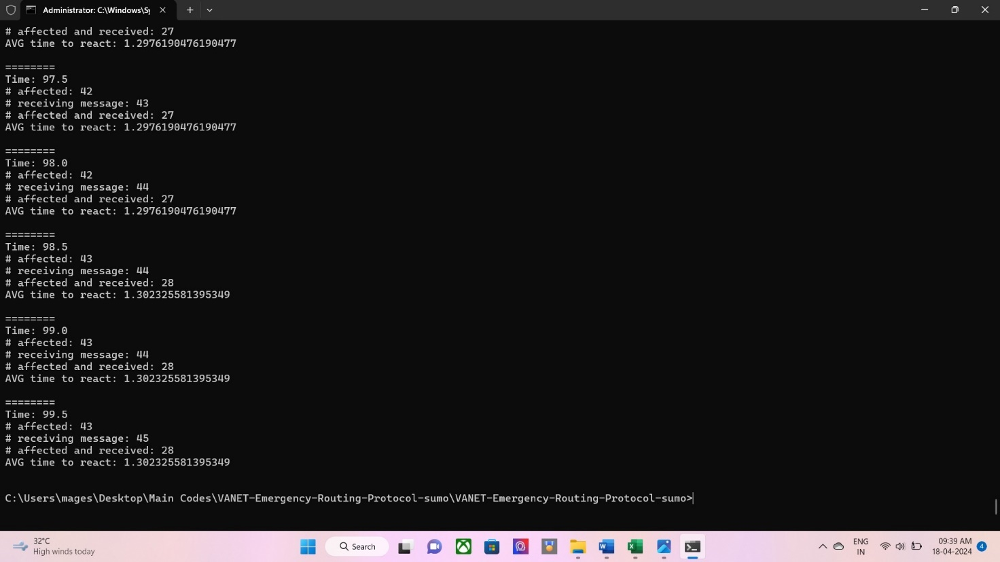 Administrator: C:\Windows\Sy
# affected and received: 27
AVG time to react: 1.2976190476190477
========
Time: 97.5
# affected: 42
# receiving message: 43
# affected and received: 27
AVG time to react: 1.2976190476190477
========
Time: 98.0
# affected: 42
# receiving message: 44
# affected and received: 27
AVG time to react: 1.2976190476190477
========
Time: 98.5
# affected: 43
# receiving message: 44
# affected and received: 28
AVG time to react: 1.302325581395349
========
Time: 99.0
# affected: 43
# receiving message: 44
# affected and received: 28
AVG time to react: 1.302325581395349
========
Time: 99.5
# affected: 43
# receiving message: 45
# affected and received: 28
AVG time to react: 1.302325581395349
C:\Users\mages\Desktop\Main Codes\VANET-Emergency-Routing-Protocol-sumo\VANET-Emergency-Routing-Protocol-sumo>
32°C
High winds today
Search
ENG
IN
09:39 AM
18-04-2024
4